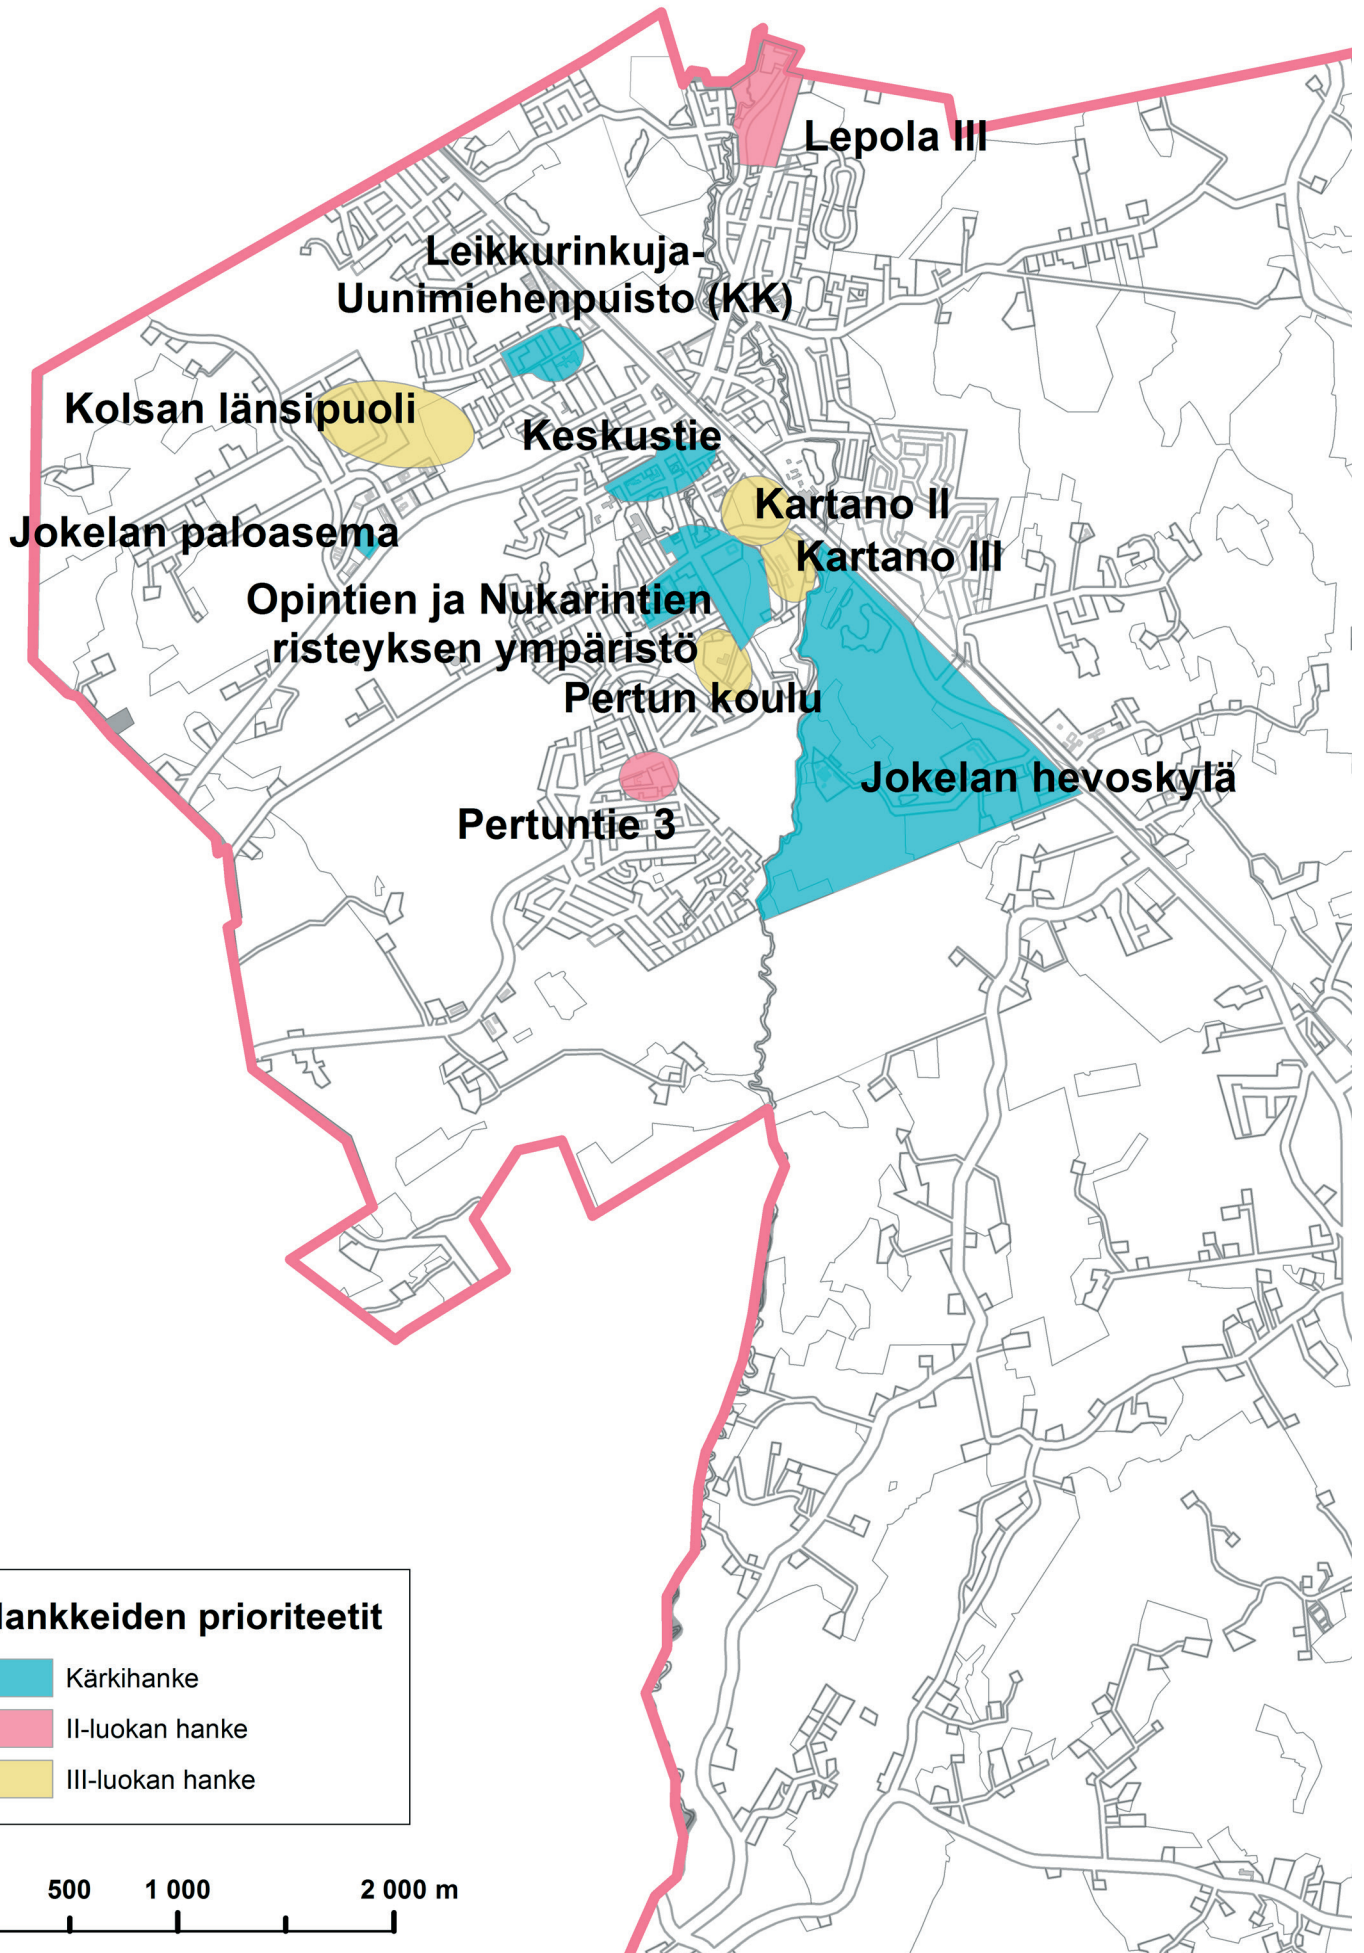 Lepola III
Leikkurinkuja-
Uunimiehenpuisto (KK)
Kolsan länsipuoli
Keskustie
Kartano II
Jokelan paloasema
Kartano III
Opintien ja Nukarintien
risteyksen ympäristö
Pertun koulu
Jokelan hevoskylä
Pertuntie 3
prioriteetit
Kärkihanke
II-luokan hanke
III-luokan hanke
500 1 000 2 000 m